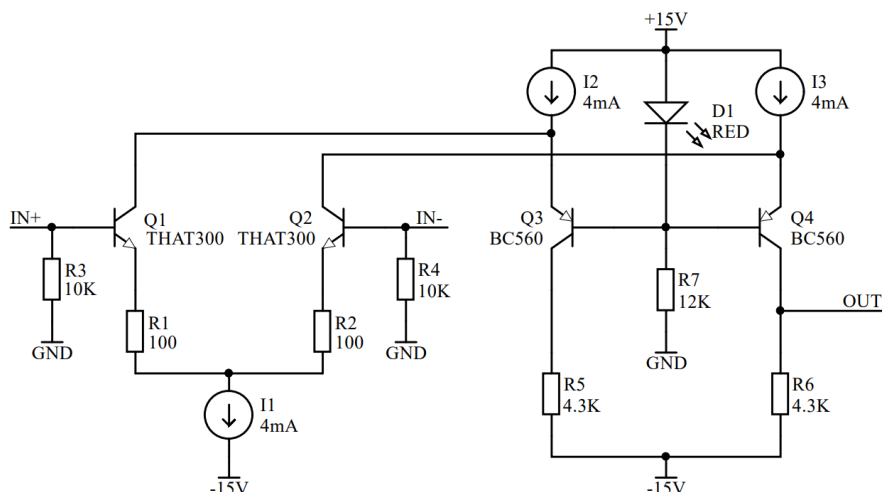 +15V
I2
4mA
I3
4mA
D1
RED
IN+
Q1
THAT300
Q2
THAT300
IN-
Q3
BC560
Q4
BC560
R3
10K
R4
10K
R7
12K
OUT
R1
100
R2
100
GND
GND
GND
R5
4.3K
R6
4.3K
I1
4mA
-15V
-15V